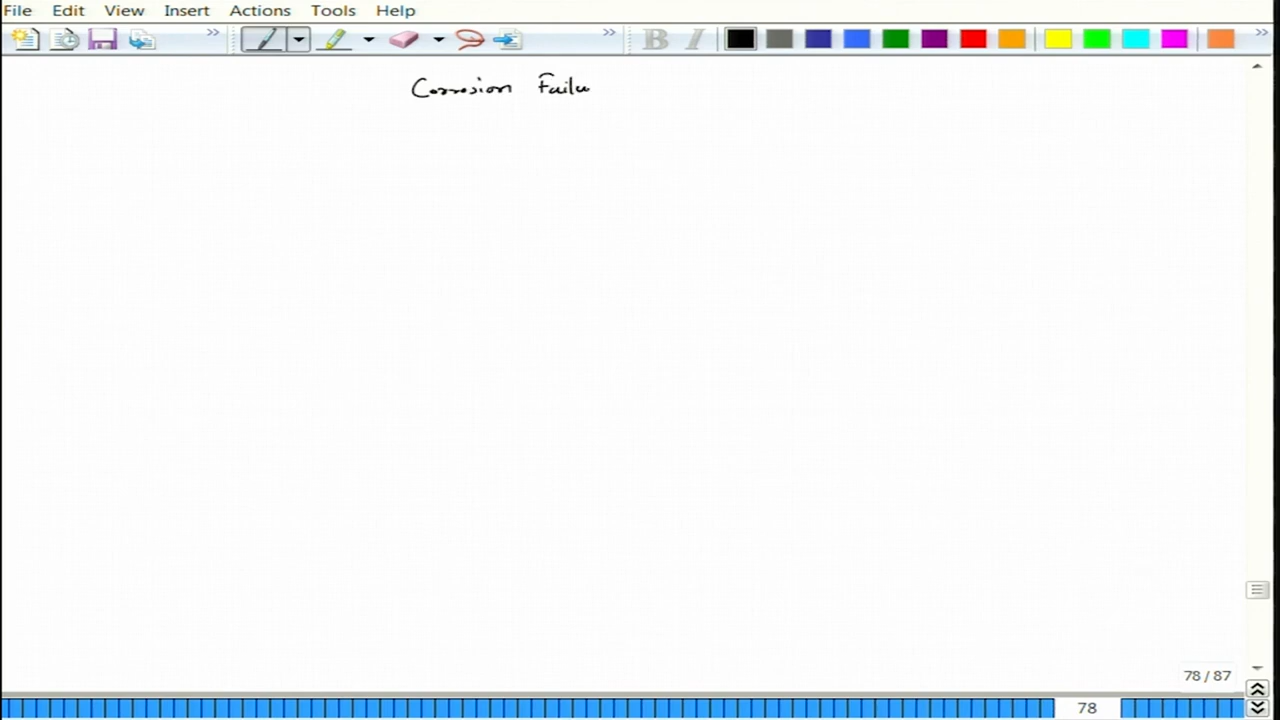 File Edit View Insert Actions Tools Help
B I
Corrosion Failu
78 / 87
78